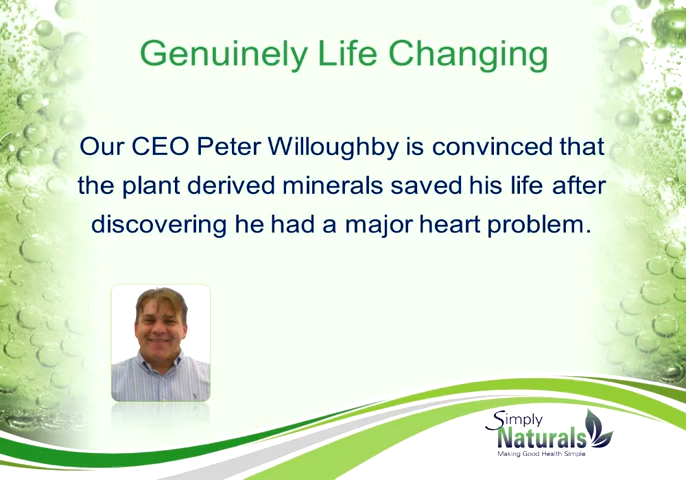 Genuinely Life Changing
Our CEO Peter Willoughby is convinced that
the plant derived minerals saved his life after
discovering he had a major heart problem.
Simply
Naturals
Making Good Health Simple